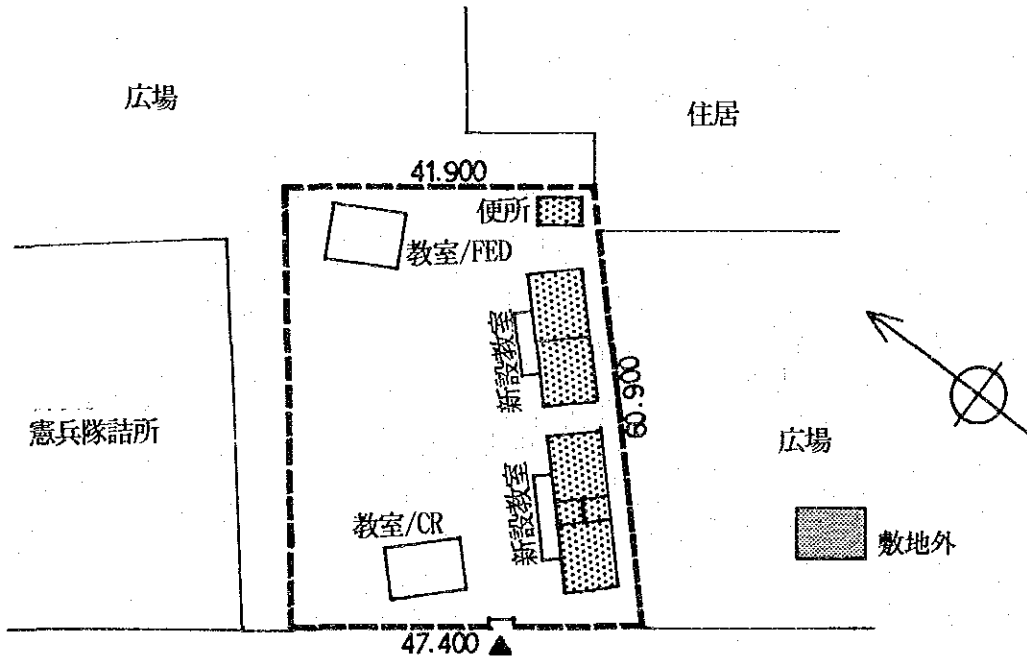 広場
住居
41.900
便所
教室/FED
新設教室
60.900
憲兵隊詰所
広場
新設教室
教室/CR
敷地外
47.400